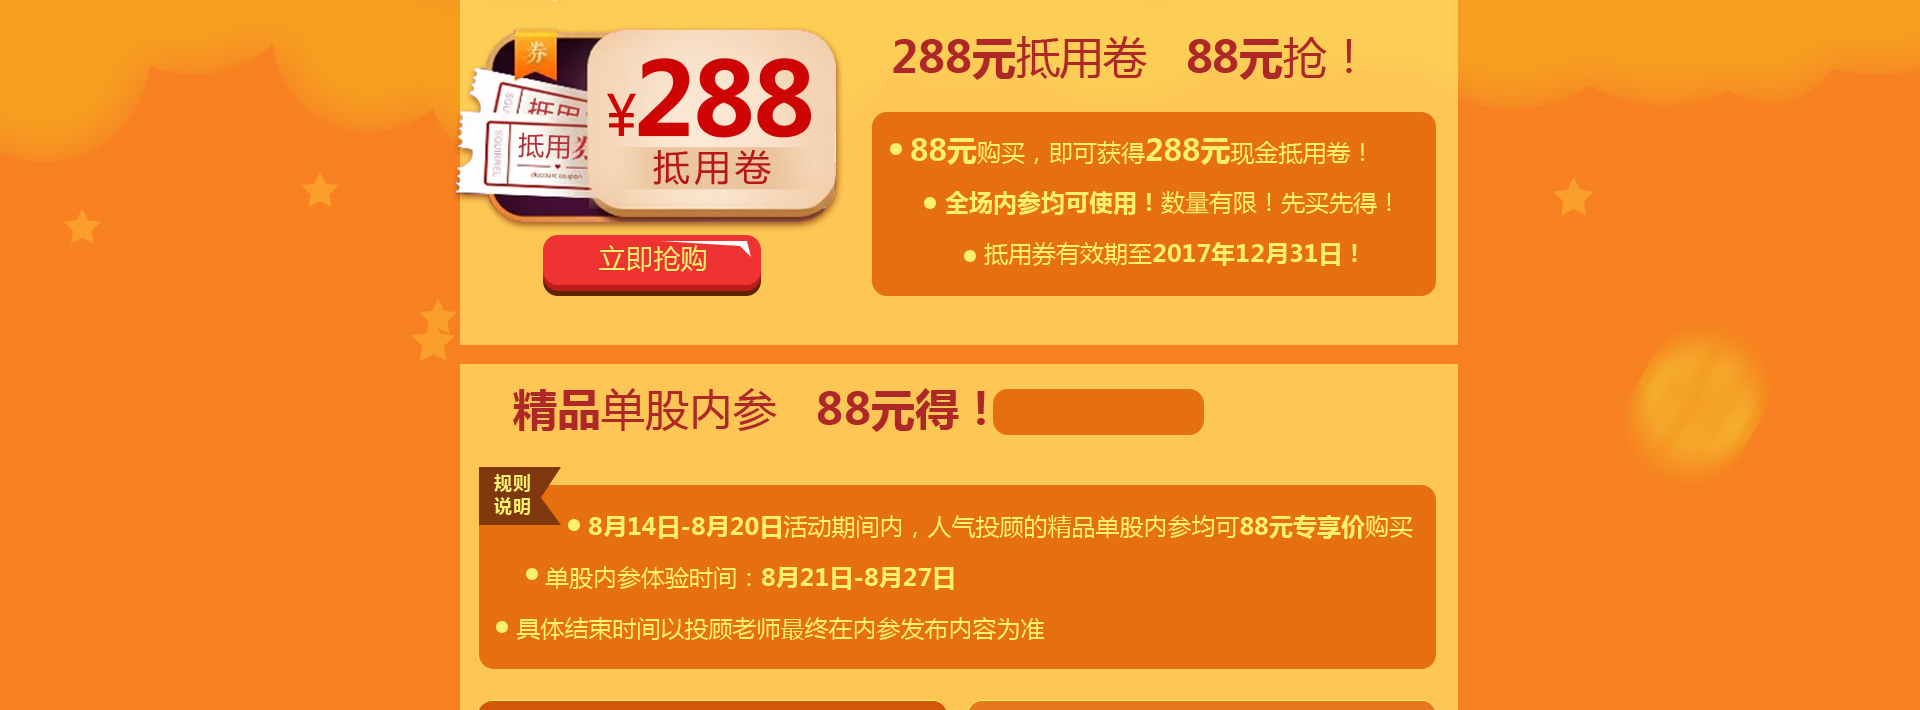 券
SQU
抵用
SQUIRREL
抵用券
discount coupon
¥288
抵用卷
立即抢购
288元抵用卷 88元抢！
88元购买，即可获得288元现金抵用卷！
全场内参均可使用！数量有限！先买先得！
抵用券有效期至2017年12月31日！
精品单股内参 88元得！
规则
说明
8月14日-8月20日活动期间内，人气投顾的精品单股内参均可88元专享价购买
单股内参体验时间：8月21日-8月27日
具体结束时间以投顾老师最终在内参发布内容为准